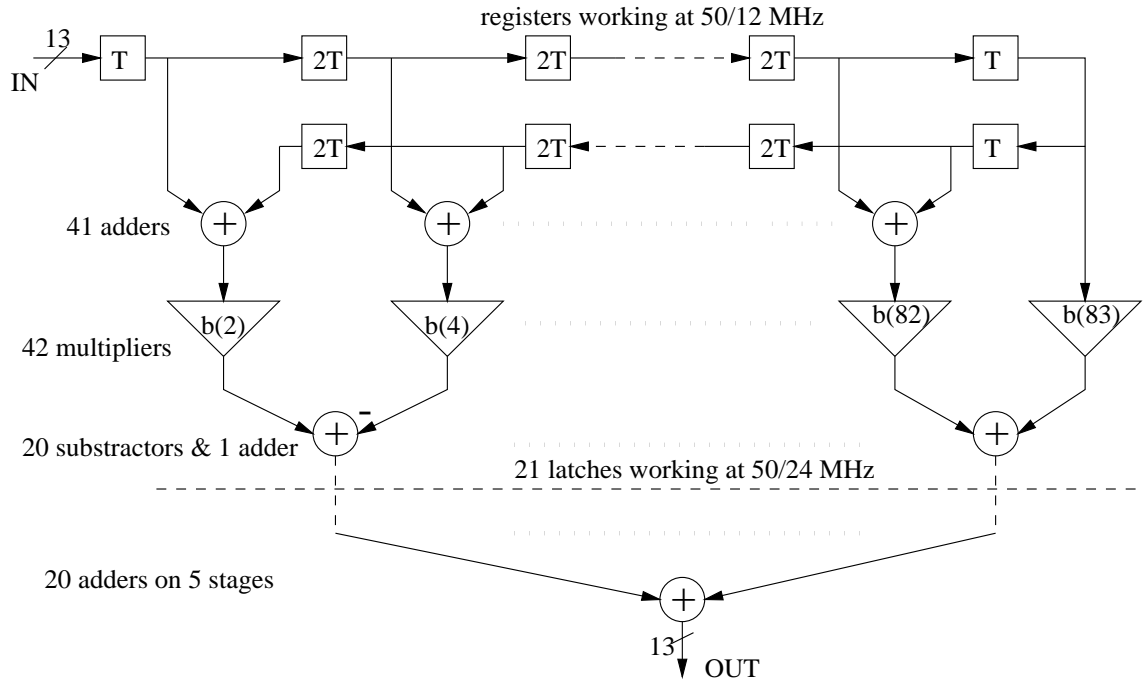 registers working at 50/12 MHz
13
IN
T
2T
2T
2T
T
2T
2T
2T
T
+
+
+
41 adders
b(2)
b(4)
b(82)
b(83)
42 multipliers
-
+
+
20 substractors & 1 adder
21 latches working at 50/24 MHz
20 adders on 5 stages
+
13
OUT